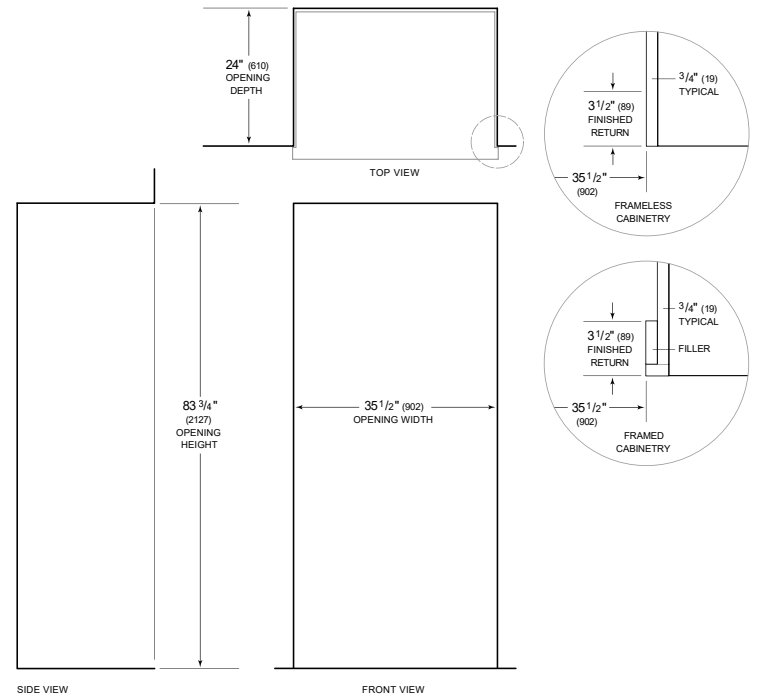 24" (610)
OPENING
DEPTH
TOP VIEW
3/4" (19)
TYPICAL
3 1/2" (89)
FINISHED
RETURN
35 1/2"
(902)
FRAMELESS
CABINETRY
3/4" (19)
TYPICAL
3 1/2" (89)
FINISHED
RETURN
FILLER
35 1/2"
(902)
FRAMED
CABINETRY
83 3/4"
(2127)
OPENING
HEIGHT
35 1/2" (902)
OPENING WIDTH
SIDE VIEW
FRONT VIEW